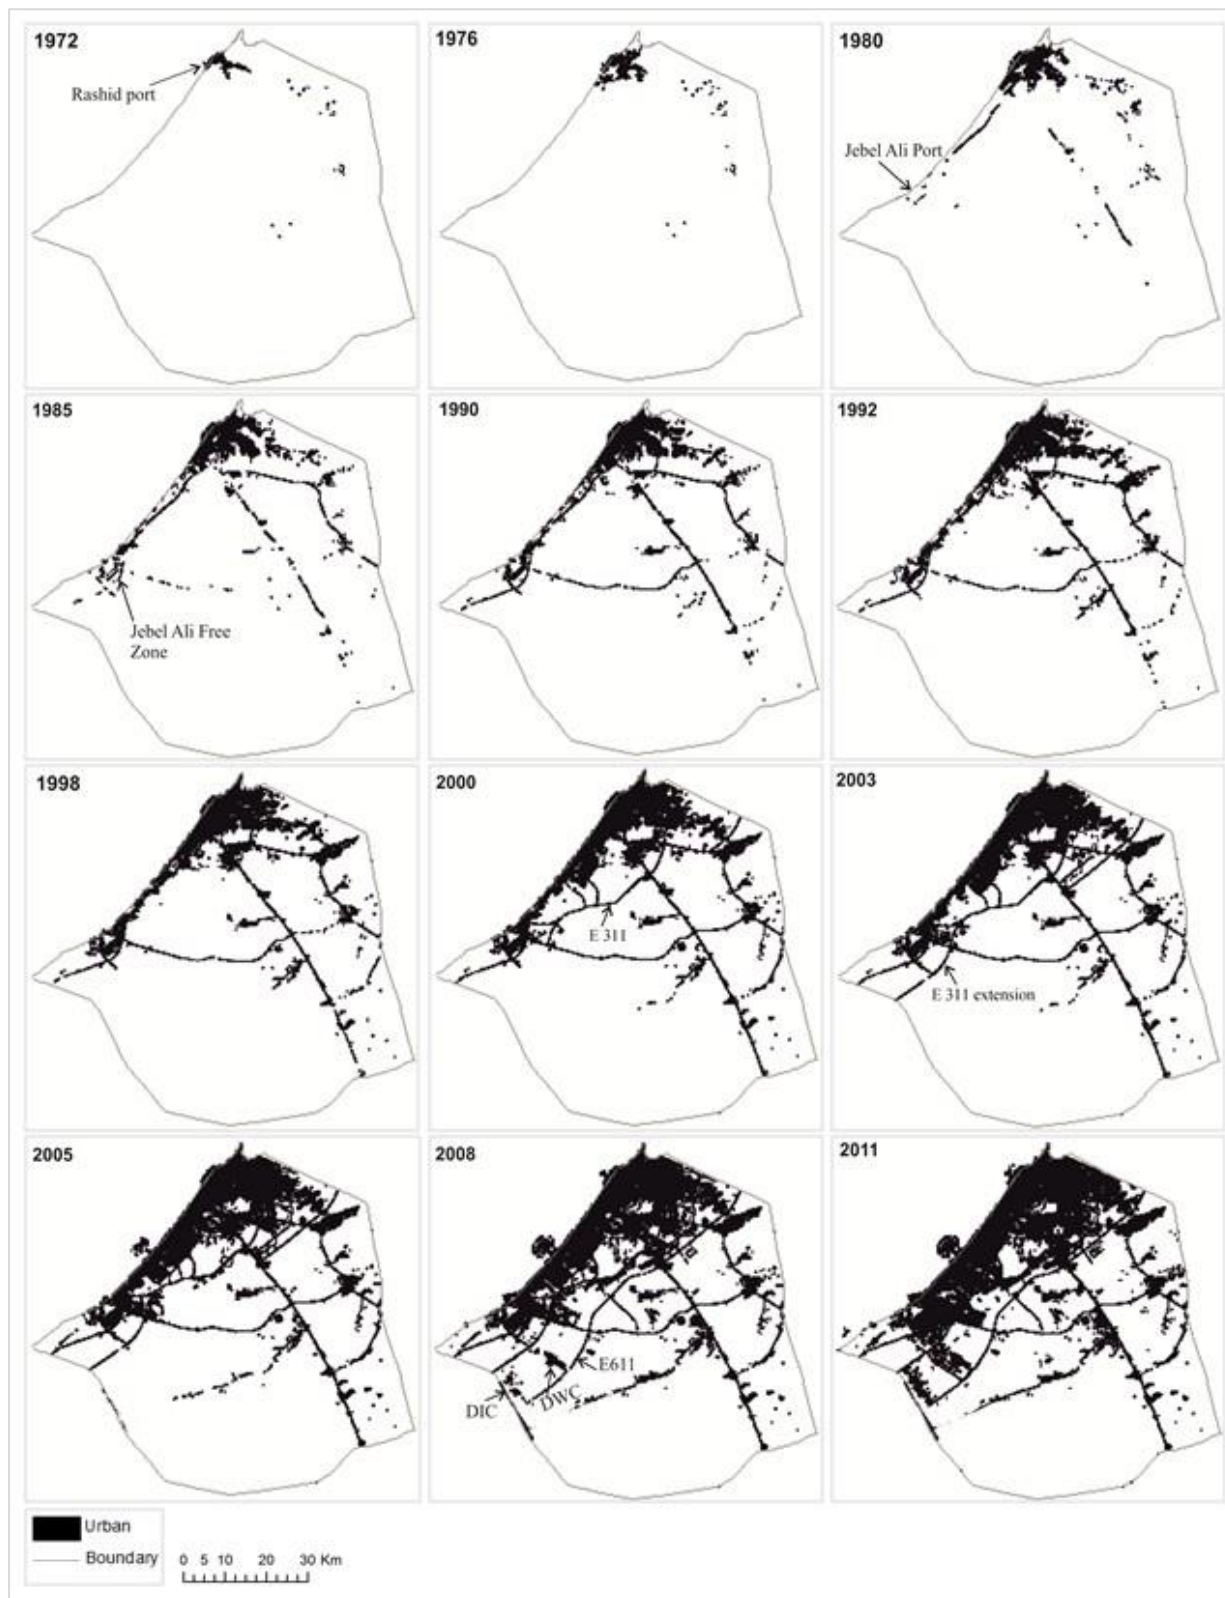 1972
Rashid port
1976
1980
Jebel Ali Port
1985
Jebel Ali Free
Zone
1990
1992
1998
2000
E 311
2003
E 311 extension
2005
2008
E611
DWC
DIC
2011
Urban
Boundary
0 5 10 20 30 Km